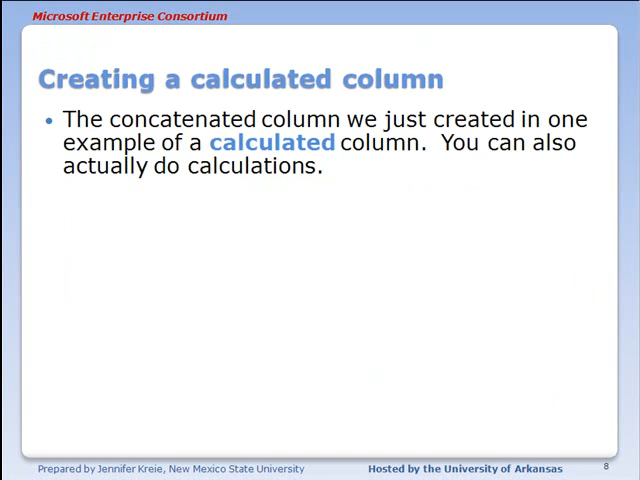 Microsoft Enterprise Consortium
Creating a calculated column
• The concatenated column we just created in one
example of a calculated column.  You can also
actually do calculations.
Prepared by Jennifer Kreie, New Mexico State University
Hosted by the University of Arkansas
8